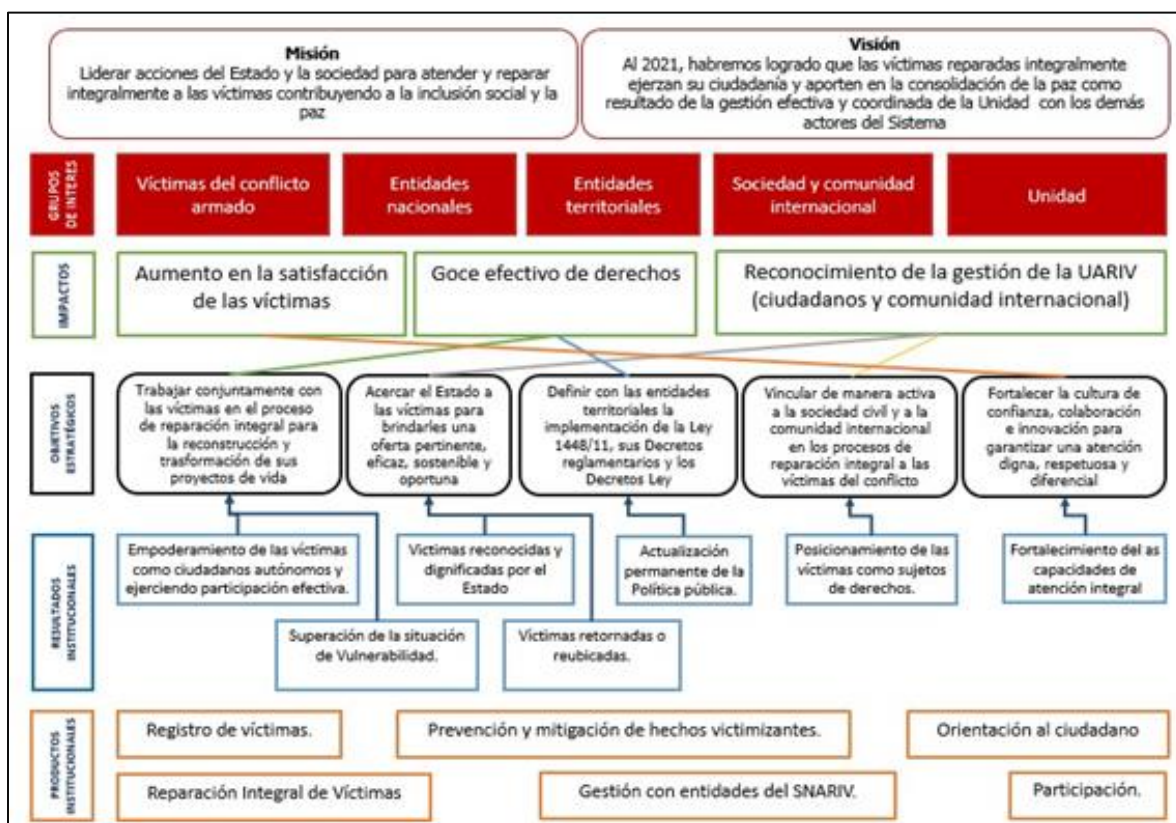 Misión
Liderar acciones del Estado y la sociedad para atender y reparar
integralmente a las víctimas contribuyendo a la inclusión social y la
paz
Visión
Al 2021, habremos logrado que las víctimas reparadas integralmente
ejerzan su ciudadanía y aporten en la consolidación de la paz como
resultado de la gestión efectiva y coordinada de la Unidad con los demás
actores del Sistema
GRUPOS
DE INTERES
Víctimas del conflicto
armado
Entidades
nacionales
Entidades
territoriales
Sociedad y comunidad
internacional
Unidad
IMPACTOS
Aumento en la satisfacción
de las víctimas
Goce efectivo de derechos
Reconocimiento de la gestión de la UARIV
(ciudadanos y comunidad internacional)
OBJETIVOS
ESTRATÉGICOS
Trabajar conjuntamente con
las víctimas en el proceso
de reparación integral para
la reconstrucción y
trasformación de sus
proyectos de vida
Acercar el Estado a
las víctimas para
brindarles una
oferta pertinente,
eficaz, sostenible y
oportuna
Definir con las entidades
territoriales la
implementación de la Ley
1448/11, sus Decretos
reglamentarios y los
Decretos Ley
Vincular de manera activa
a la sociedad civil y a la
comunidad internacional
en los procesos de
reparación integral a las
víctimas del conflicto
Fortalecer la cultura de
confianza, colaboración
e innovación para
garantizar una atención
digna, respetuosa y
diferencial
RESULTADOS
INSTITUCIONALES
Empoderamiento de las víctimas
como ciudadanos autónomos y
ejerciendo participación efectiva.
Victimas reconocidas y
dignificadas por el
Estado
Actualización
permanente de la
Política pública.
Posicionamiento de las
víctimas como sujetos
de derechos.
Fortalecimiento del as
capacidades de
atención integral
Superación de la situación
de Vulnerabilidad.
Víctimas retornadas o
reubicadas.
PRODUCTOS
INSTITUCIONALES
Registro de víctimas.
Prevención y mitigación de hechos victimizantes.
Orientación al ciudadano
Reparación Integral de Víctimas
Gestión con entidades del SNARIV.
Participación.